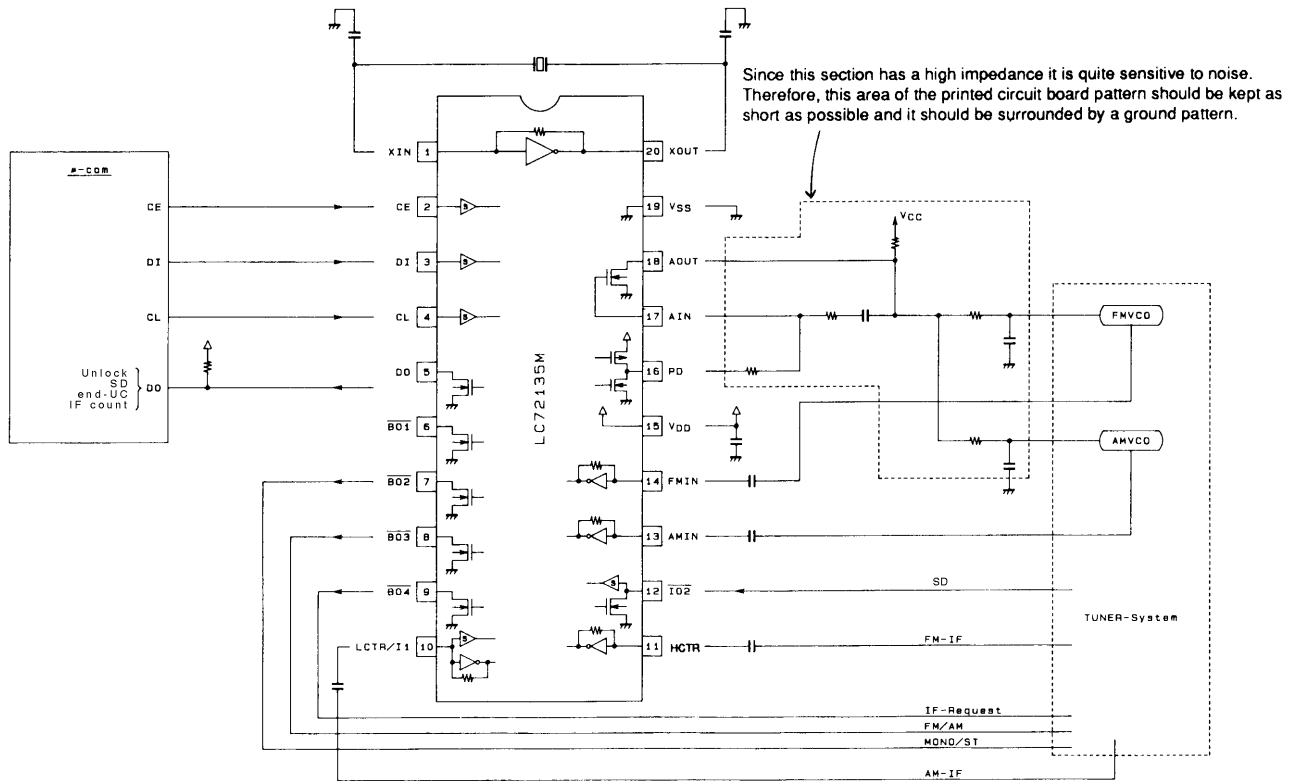 Since this section has a high impedance it is quite sensitive to noise.
Therefore, this area of the printed circuit board pattern should be kept as
short as possible and it should be surrounded by a ground pattern.
μ-com
CE
DI
CL
Unlock
SD
end-UC
IF count
DO
XIN 1
CE 2
DI 3
CL 4
DO 5
BO1 6
BO2 7
BO3 8
BO4 9
LCTR/I1 10
S
S
S
S
LC72135M
S
20 XOUT
19 VSS
18 AOUT
17 AIN
16 PD
15 VDD
14 FMIN
13 AMIN
12 IO2
11 HCTR
VCC
FMVCO
AMVCO
TUNER-System
SD
FM-IF
IF-Request
FM/AM
MONO/ST
AM-IF